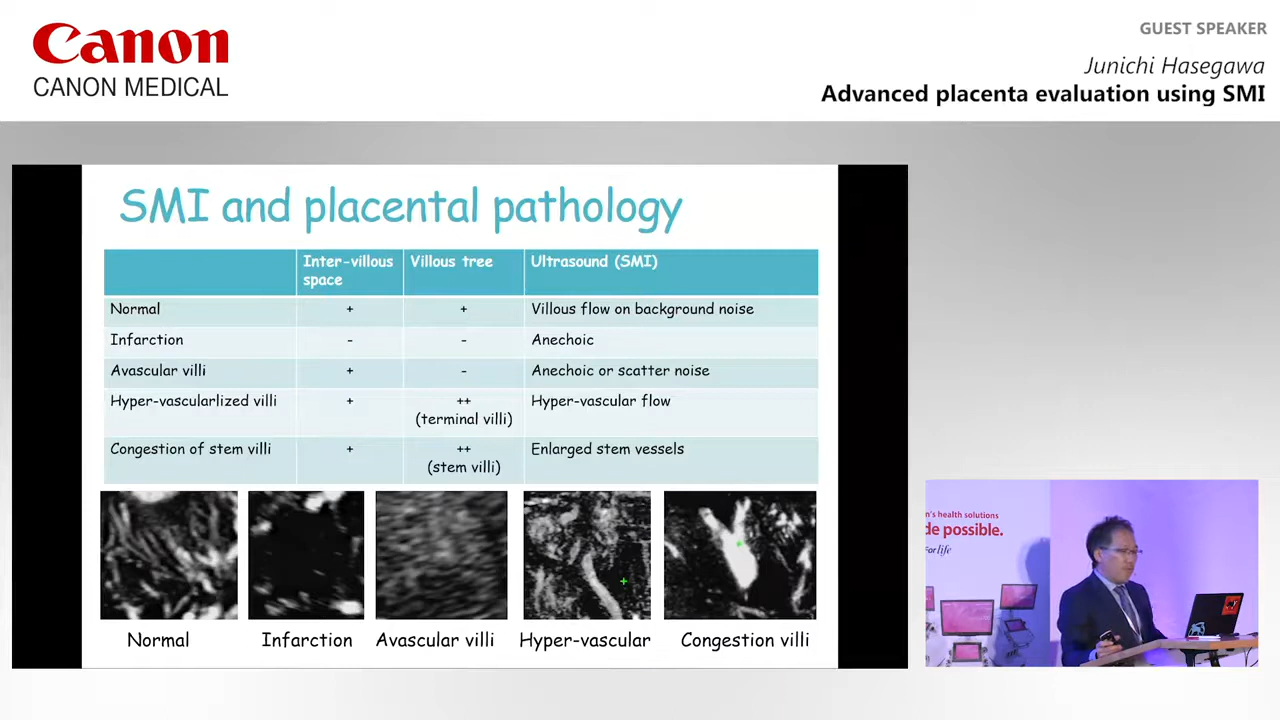 Canon
CANON MEDICAL
GUEST SPEAKER
Junichi Hasegawa
Advanced placenta evaluation using SMI
SMI and placental pathology
Inter-villous space Villous tree Ultrasound (SMI)
Normal + + Villous flow on background noise
Infarction - - Anechoic
Avascular villi + - Anechoic or scatter noise
Hyper-vascularlized villi + ++ (terminal villi) Hyper-vascular flow
Congestion of stem villi + ++ (stem villi) Enlarged stem vessels
Normal Infarction Avascular villi Hyper-vascular Congestion villi
n's health solutions
de possible.
For life